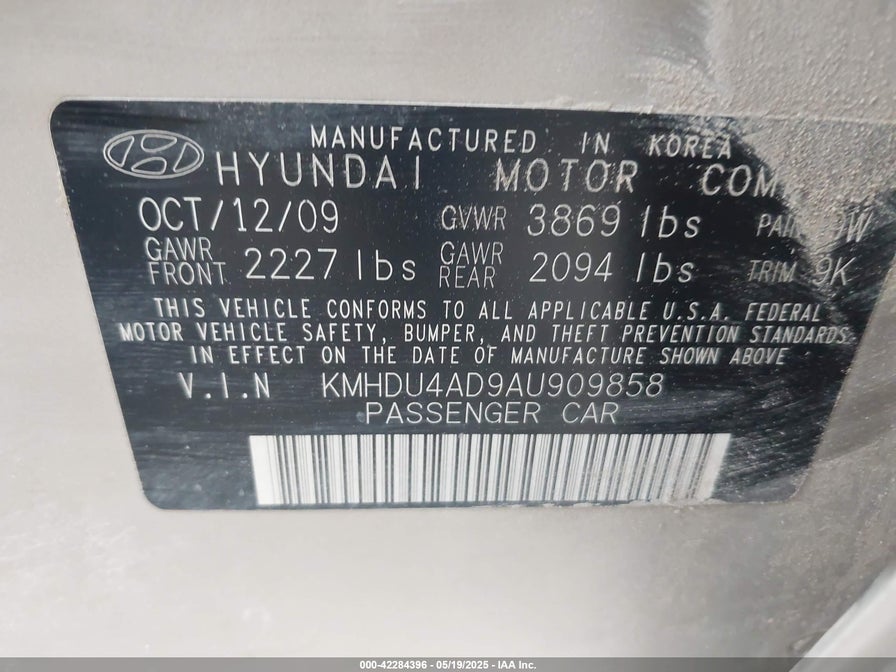 MANUFACTURED IN KOREA
HYUNDAI MOTOR
OCT/12/09 GVWR 3869 lbs
GAWR FRONT 2227 lbs GAWR REAR 2094 lbs TRIM 9K
THIS VEHICLE CONFORMS TO ALL APPLICABLE U.S.A. FEDERAL
MOTOR VEHICLE SAFETY, BUMPER, AND THEFT PREVENTION STANDARDS
IN EFFECT ON THE DATE OF MANUFACTURE SHOWN ABOVE
V.I.N KMHDU4AD9AU909858
PASSENGER CAR
000-42284396 - 05/19/2025 - IAA Inc.